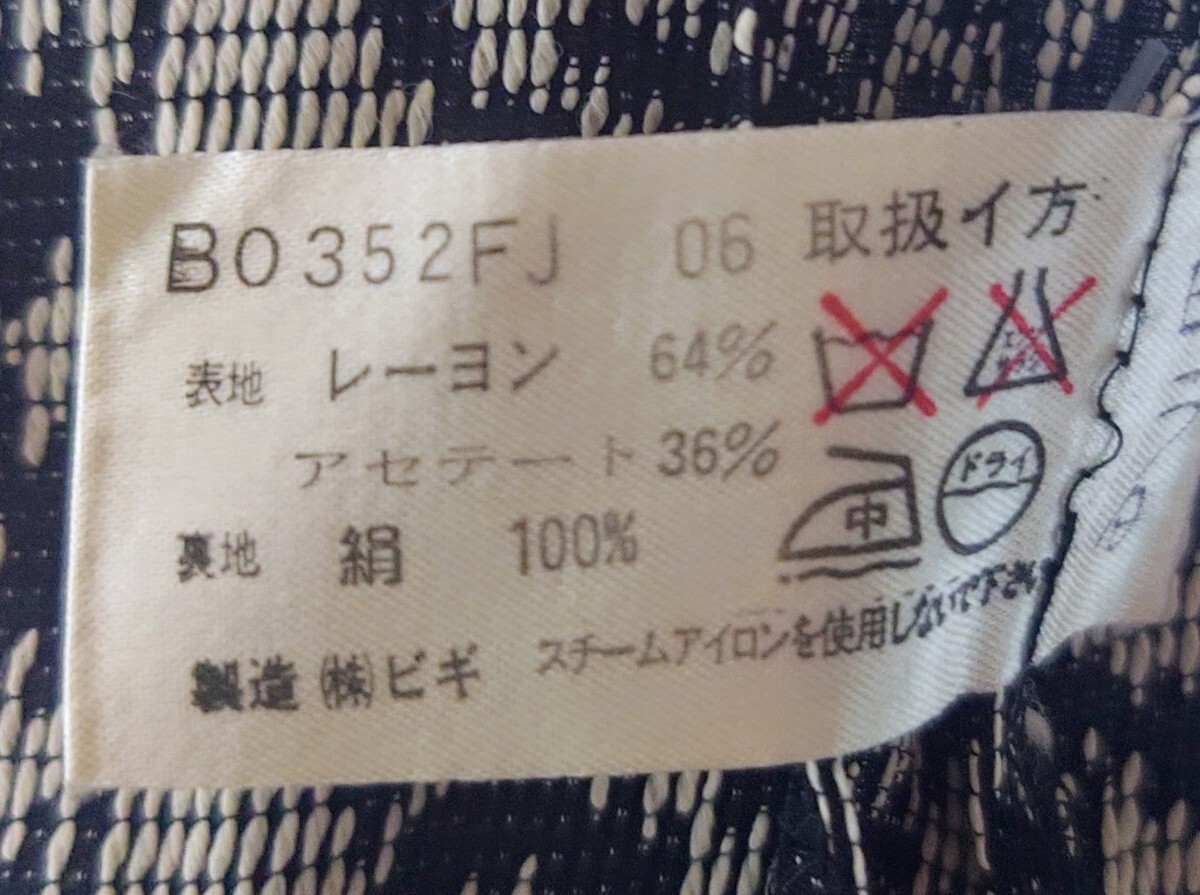 B0352FJ 06 取扱イ方
表地 レーヨン 64%
アセテート 36%
裏地 絹 100%
中
ドライ
製造 ㈱ビギ
スチームアイロンを使用しないで下さい